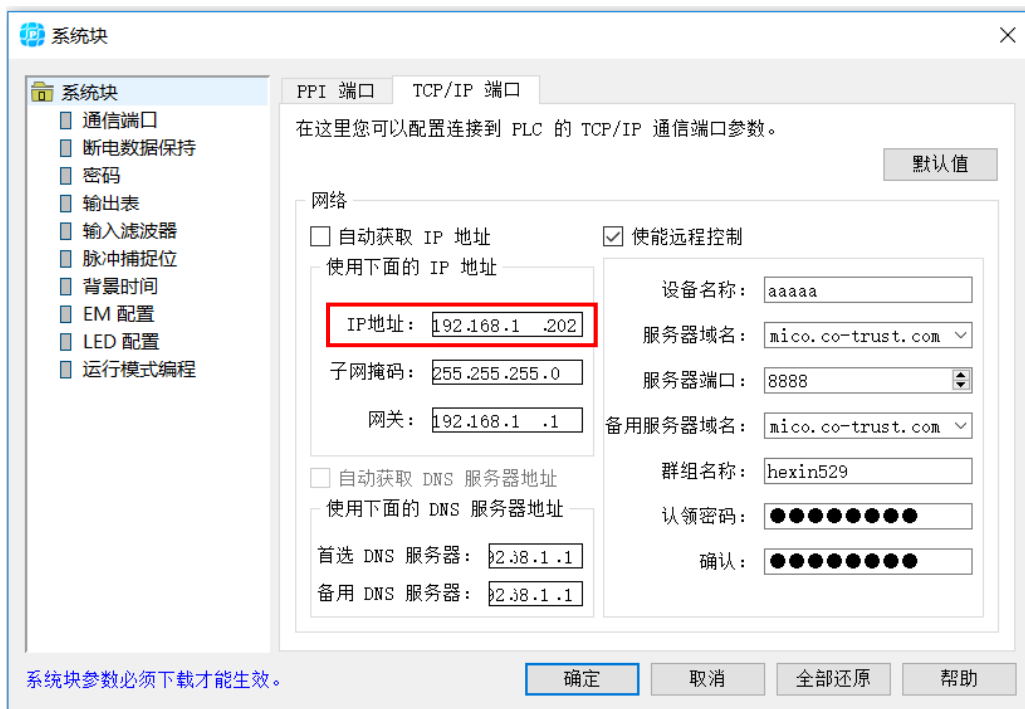 系统块
系统块
通信端口
断电数据保持
密码
输出表
输入滤波器
脉冲捕捉位
背景时间
EM 配置
LED 配置
运行模式编程
PPI 端口
TCP/IP 端口
在这里您可以配置连接到 PLC 的 TCP/IP 通信端口参数。
默认值
网络
自动获取 IP 地址
使用下面的 IP 地址
IP地址: 192.168.1 .202
子网掩码: 255.255.255.0
网关: 192.168.1 .1
自动获取 DNS 服务器地址
使用下面的 DNS 服务器地址
首选 DNS 服务器: .1.1
备用 DNS 服务器: .1.1
使能远程控制
设备名称: aaaaa
服务器域名: mico.co-trust.com
服务器端口: 8888
备用服务器域名: mico.co-trust.com
群组名称: hexin529
认领密码: ●●●●●●●●
确认: ●●●●●●●●
系统块参数必须下载才能生效。
确定
取消
全部还原
帮助